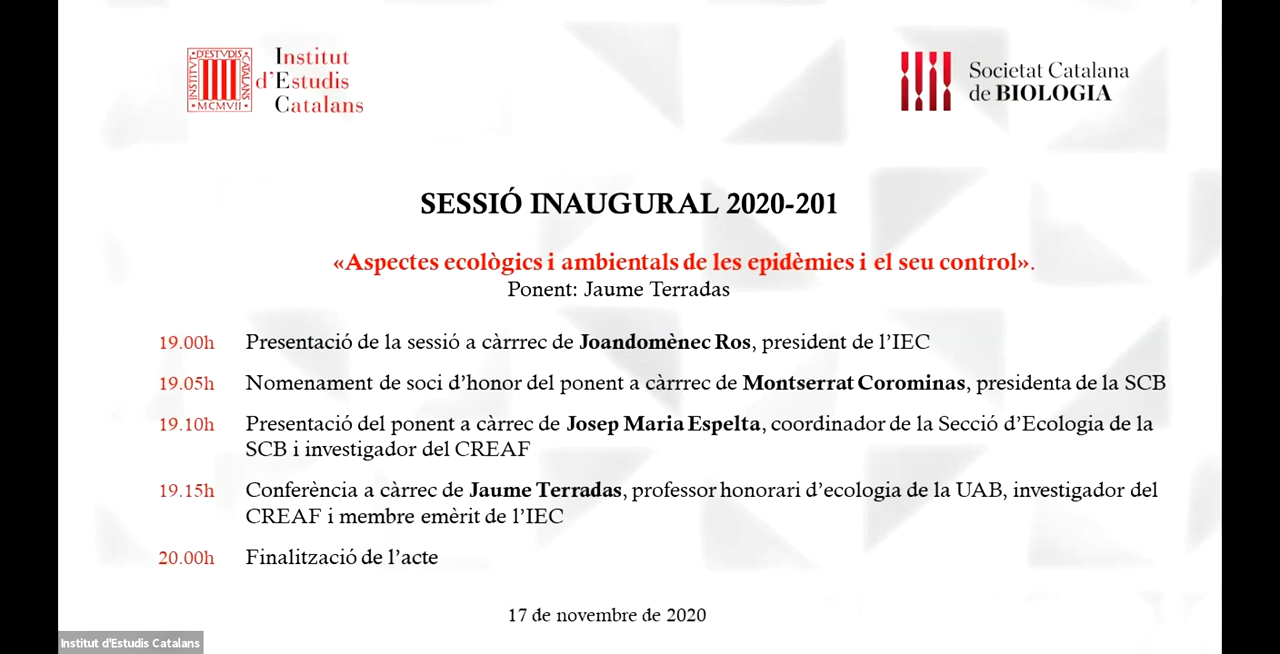 D'ESTVDIS
INSTITVT
CATALANS
MCMVII
Institut
d'Estudis
Catalans
Societat Catalana
de BIOLOGIA
SESSIÓ INAUGURAL 2020-201
«Aspectes ecològics i ambientals de les epidèmies i el seu control».
Ponent: Jaume Terradas
19.00h Presentació de la sessió a càrrrec de Joandomènec Ros, president de l’IEC
19.05h Nomenament de soci d’honor del ponent a càrrrec de Montserrat Corominas, presidenta de la SCB
19.10h Presentació del ponent a càrrec de Josep Maria Espelta, coordinador de la Secció d’Ecologia de la
SCB i investigador del CREAF
19.15h Conferència a càrrec de Jaume Terradas, professor honorari d’ecologia de la UAB, investigador del
CREAF i membre emèrit de l’IEC
20.00h Finalització de l’acte
17 de novembre de 2020
Institut d'Estudis Catalans